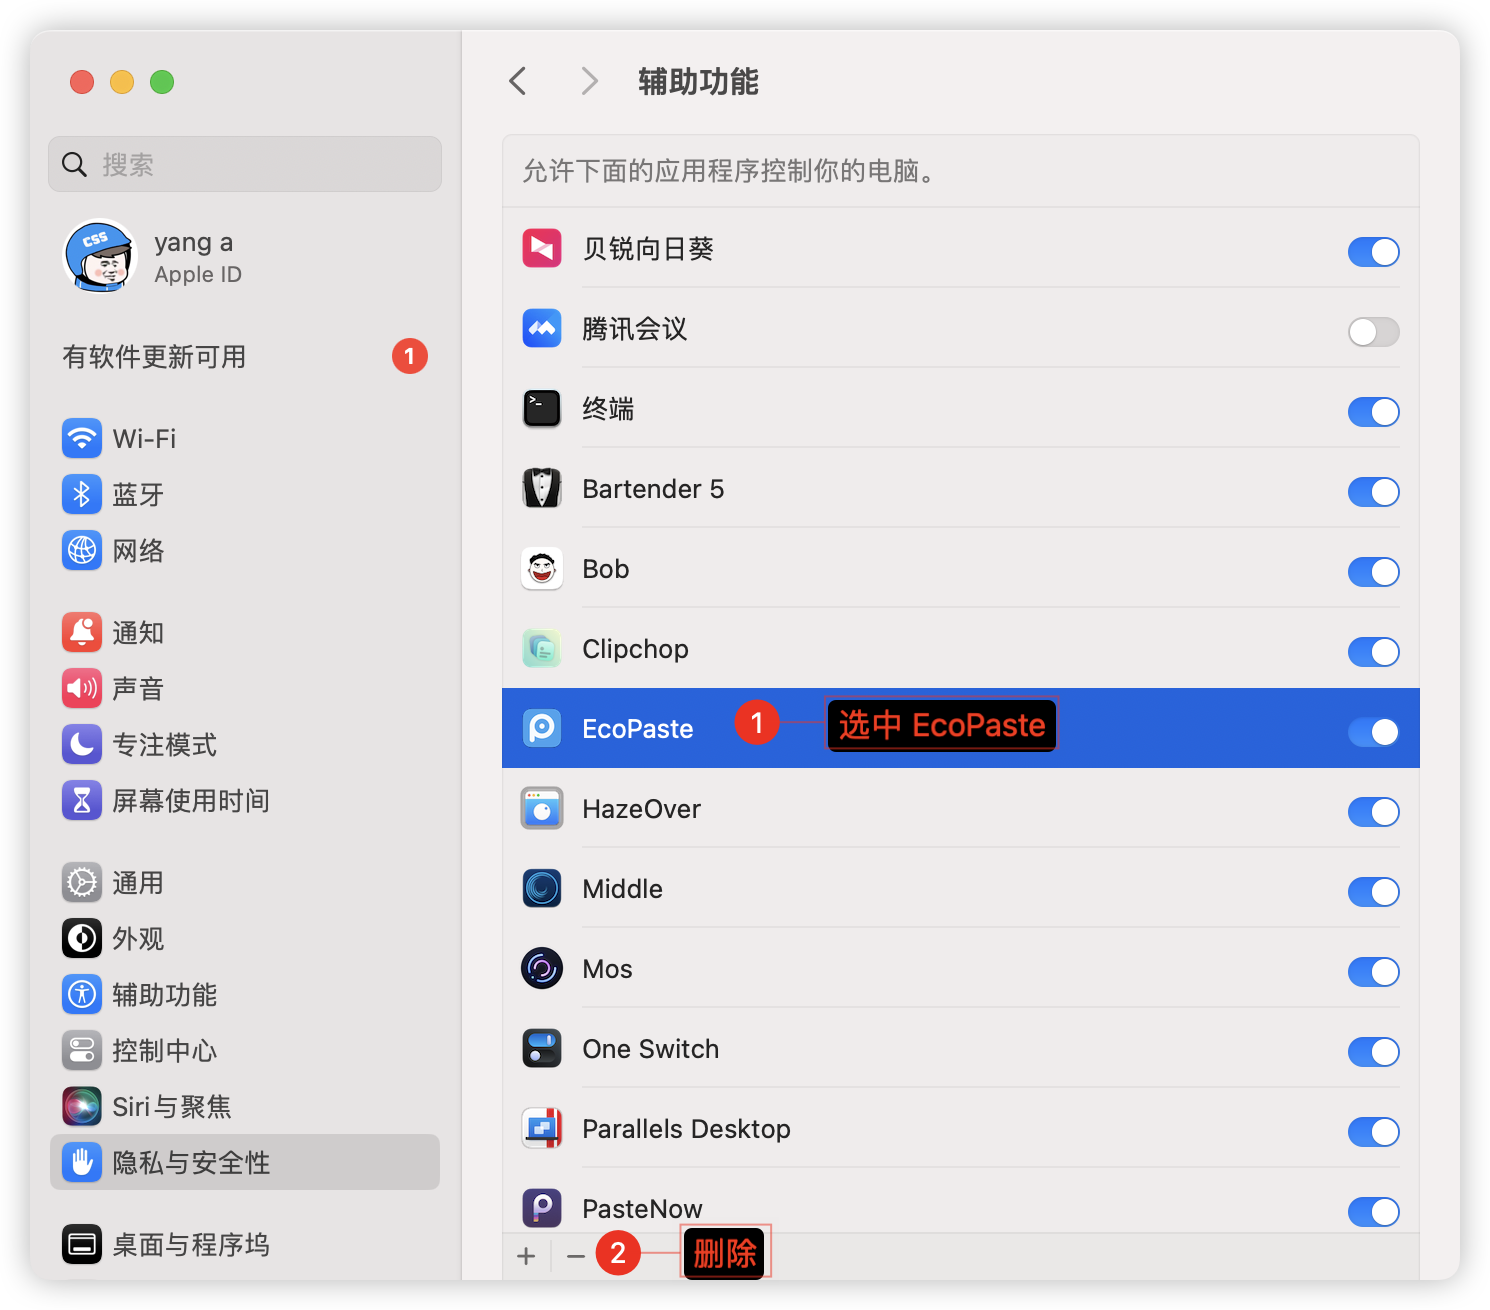 搜索
CSS
yang a
Apple ID
有软件更新可用
1
Wi-Fi
蓝牙
网络
通知
声音
专注模式
屏幕使用时间
通用
外观
辅助功能
控制中心
Siri与聚焦
隐私与安全性
桌面与程序坞
辅助功能
允许下面的应用程序控制你的电脑。
贝锐向日葵
腾讯会议
终端
Bartender 5
Bob
Clipchop
EcoPaste
1
选中 EcoPaste
HazeOver
Middle
Mos
One Switch
Parallels Desktop
PasteNow
+
−
2
删除